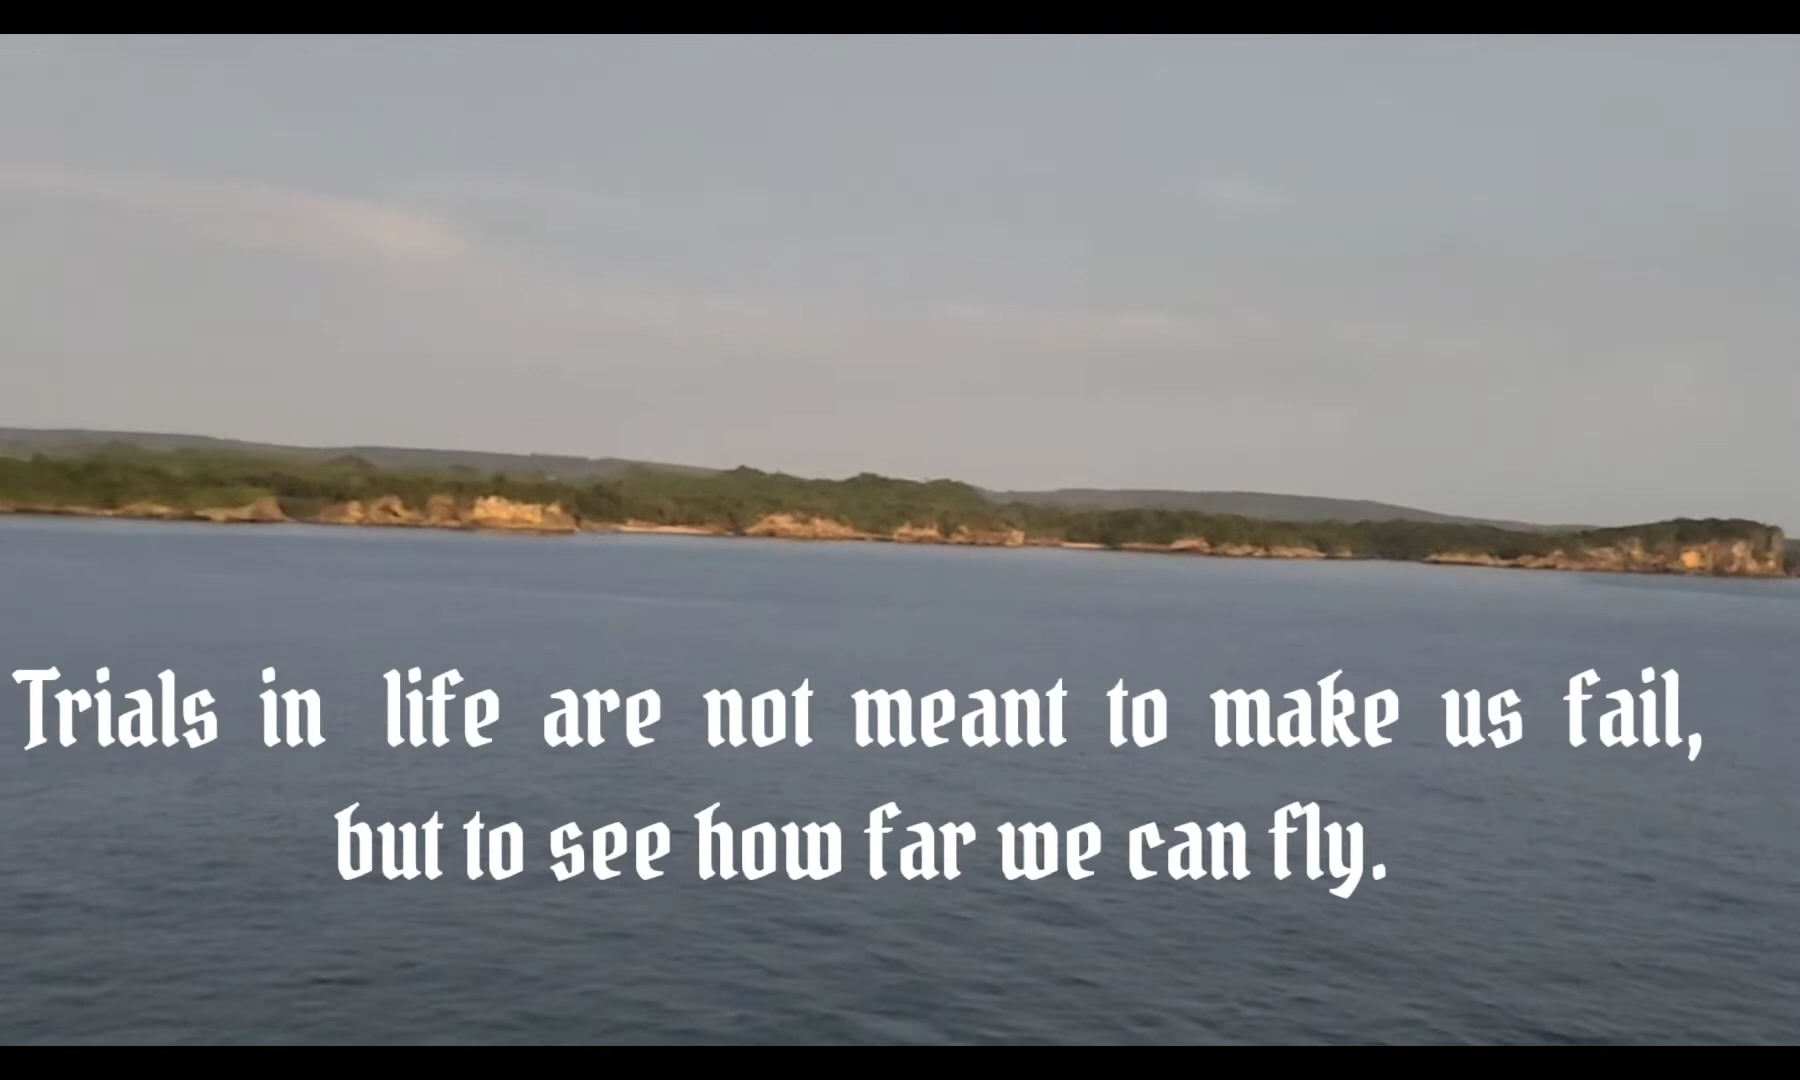 Trials in life are not meant to make us fail,
but to see how far we can fly.